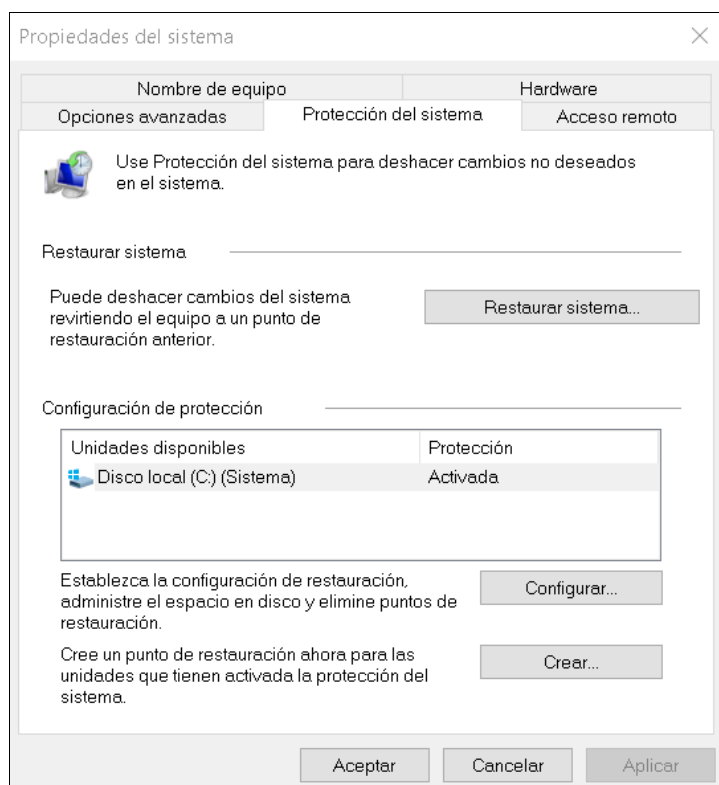 Propiedades del sistema
Nombre de equipo
Hardware
Opciones avanzadas
Protección del sistema
Acceso remoto
Use Protección del sistema para deshacer cambios no deseados
en el sistema.
Restaurar sistema
Puede deshacer cambios del sistema
revirtiendo el equipo a un punto de
restauración anterior.
Restaurar sistema...
Configuración de protección
Unidades disponibles
Protección
Disco local (C:) (Sistema)
Activada
Establezca la configuración de restauración,
administre el espacio en disco y elimine puntos de
restauración.
Configurar...
Cree un punto de restauración ahora para las
unidades que tienen activada la protección del
sistema.
Crear...
Aceptar
Cancelar
Aplicar